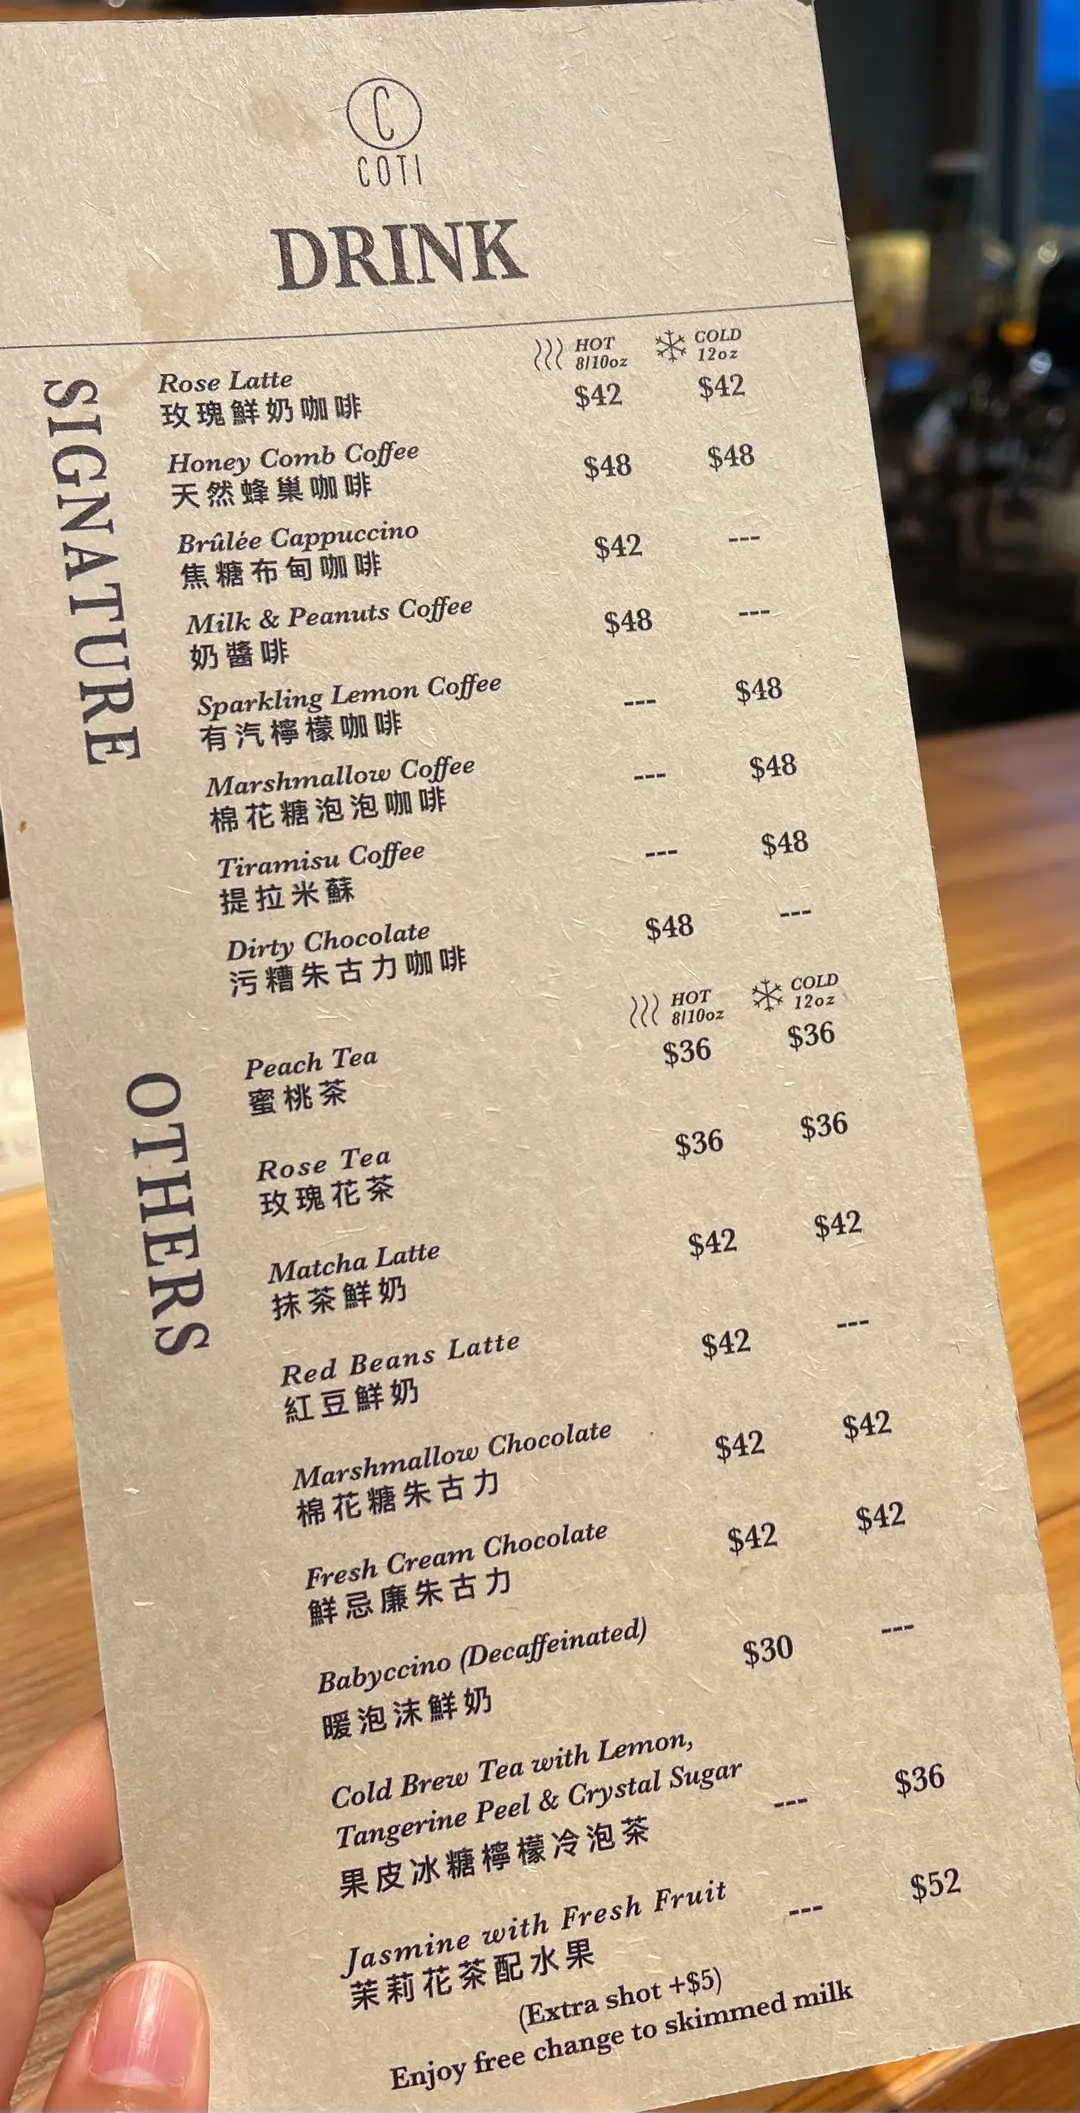 C
COTI
DRINK
HOT COLD
8/10oz 12oz
SIGNATURE
Rose Latte $42 $42
玫瑰鮮奶咖啡
Honey Comb Coffee $48 $48
天然蜂巢咖啡
Brûlée Cappuccino $42 ---
焦糖布甸咖啡
Milk & Peanuts Coffee $48 ---
奶醬啡
Sparkling Lemon Coffee --- $48
有汽檸檬咖啡
Marshmallow Coffee --- $48
棉花糖泡泡咖啡
Tiramisu Coffee --- $48
提拉米蘇
Dirty Chocolate $48 ---
污糟朱古力咖啡
HOT COLD
8/10oz 12oz
OTHERS
Peach Tea $36 $36
蜜桃茶
Rose Tea $36 $36
玫瑰花茶
Matcha Latte $42 $42
抹茶鮮奶
Red Beans Latte $42 ---
紅豆鮮奶
Marshmallow Chocolate $42 $42
棉花糖朱古力
Fresh Cream Chocolate $42 $42
鮮忌廉朱古力
Babyccino (Decaffeinated) $30 ---
暖泡沫鮮奶
Cold Brew Tea with Lemon,
Tangerine Peel & Crystal Sugar --- $36
果皮冰糖檸檬冷泡茶
Jasmine with Fresh Fruit --- $52
茉莉花茶配水果
(Extra shot +$5)
Enjoy free change to skimmed milk